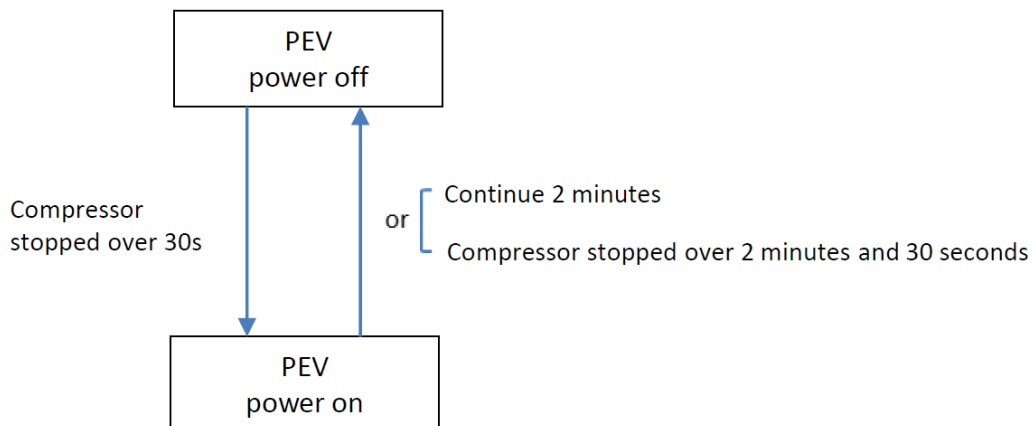 PEV
power off
Compressor
stopped over 30s
or
Continue 2 minutes
Compressor stopped over 2 minutes and 30 seconds
PEV
power on